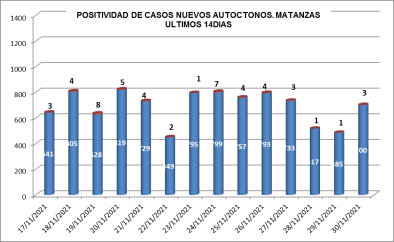 POSITIVIDAD DE CASOS NUEVOS AUTOCTONOS. MATANZAS
ULTIMOS 14DIAS
1400
1200
1000
800
600
400
200
0
3 4 8 5 4 2 1 7 4 4 3 1 1 3
641 805 628 819 729 449 795 799 757 793 733 517 485 700
17/11/2021 18/11/2021 19/11/2021 20/11/2021 21/11/2021 22/11/2021 23/11/2021 24/11/2021 25/11/2021 26/11/2021 27/11/2021 28/11/2021 29/11/2021 30/11/2021